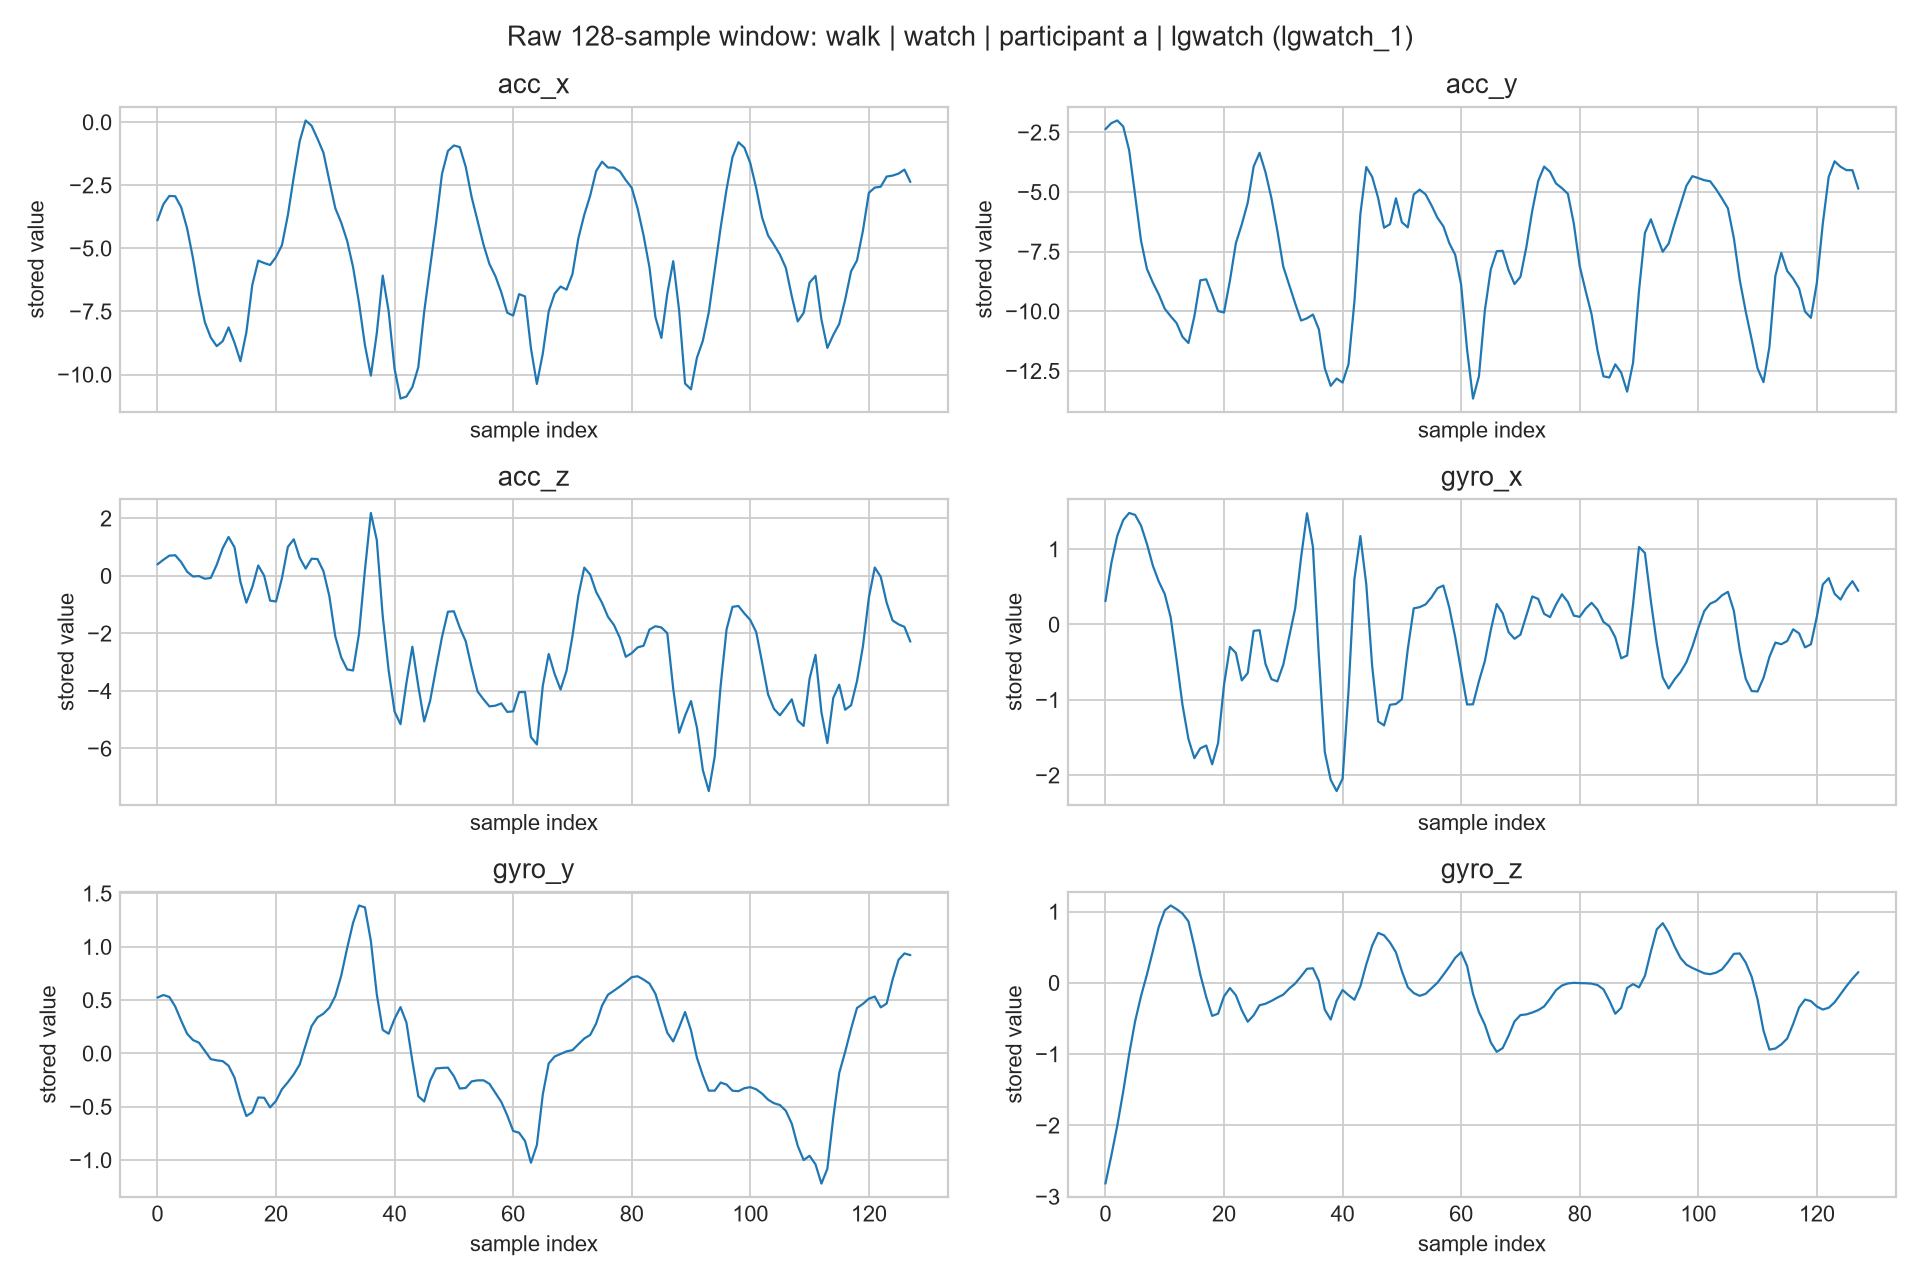 Raw 128-sample window: walk | watch | participant a | lgwatch (lgwatch_1)
acc_x
stored value
0.0
−2.5
−5.0
−7.5
−10.0
sample index
acc_y
stored value
−2.5
−5.0
−7.5
−10.0
−12.5
sample index
acc_z
stored value
2
0
−2
−4
−6
sample index
gyro_x
stored value
1
0
−1
−2
sample index
gyro_y
stored value
1.5
1.0
0.5
0.0
−0.5
−1.0
0 20 40 60 80 100 120
sample index
gyro_z
stored value
1
0
−1
−2
−3
0 20 40 60 80 100 120
sample index